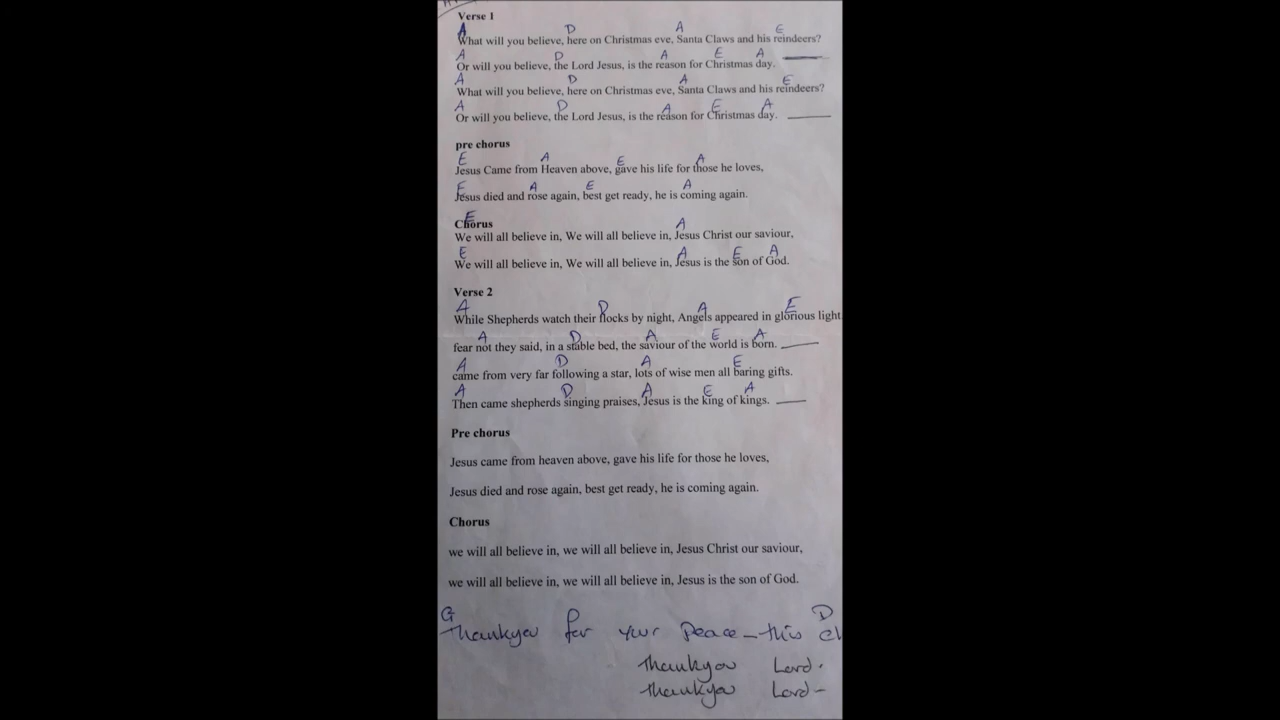 Verse 1
A D A E
What will you believe, here on Christmas eve, Santa Claws and his reindeers?
A D A E A
Or will you believe, the Lord Jesus, is the reason for Christmas day.
A D A E
What will you believe, here on Christmas eve, Santa Claws and his reindeers?
A D A E A
Or will you believe, the Lord Jesus, is the reason for Christmas day.
pre chorus
E A E A
Jesus Came from Heaven above, gave his life for those he loves,
E A E A
Jesus died and rose again, best get ready, he is coming again.
Chorus
E A
We will all believe in, We will all believe in, Jesus Christ our saviour,
E A E A
We will all believe in, We will all believe in, Jesus is the son of God.
Verse 2
A D A E
While Shepherds watch their flocks by night, Angels appeared in glorious light
A D A E A
fear not they said, in a stable bed, the saviour of the world is born.
A D A E
came from very far following a star, lots of wise men all baring gifts.
A D A E A
Then came shepherds singing praises, Jesus is the king of kings.
Pre chorus
Jesus came from heaven above, gave his life for those he loves,
Jesus died and rose again, best get ready, he is coming again.
Chorus
we will all believe in, we will all believe in, Jesus Christ our saviour,
we will all believe in, we will all believe in, Jesus is the son of God.
G D
Thankyou for your Peace - this
Thankyou Lord.
Thankyou Lord -